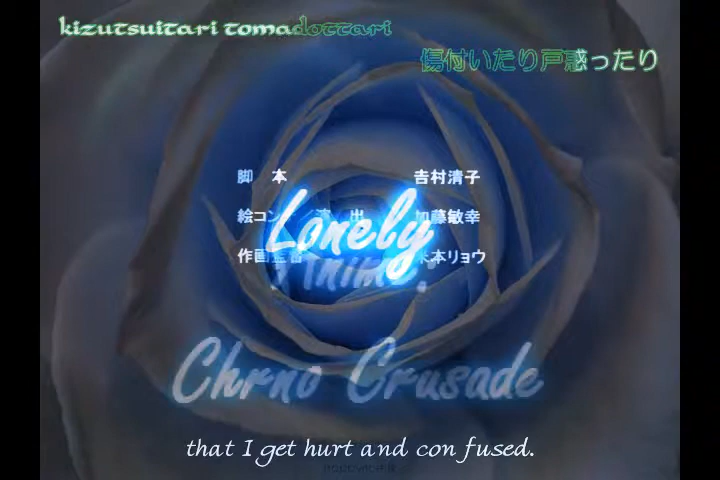 kizutsuitari tomadottari
傷付いたり戸惑ったり
脚 本 吉村清子
絵コン 演 出 加藤敏幸
Lonely
作画監督 本リョウ
Anime
Chrno Crusade
that I get hurt and con fused.